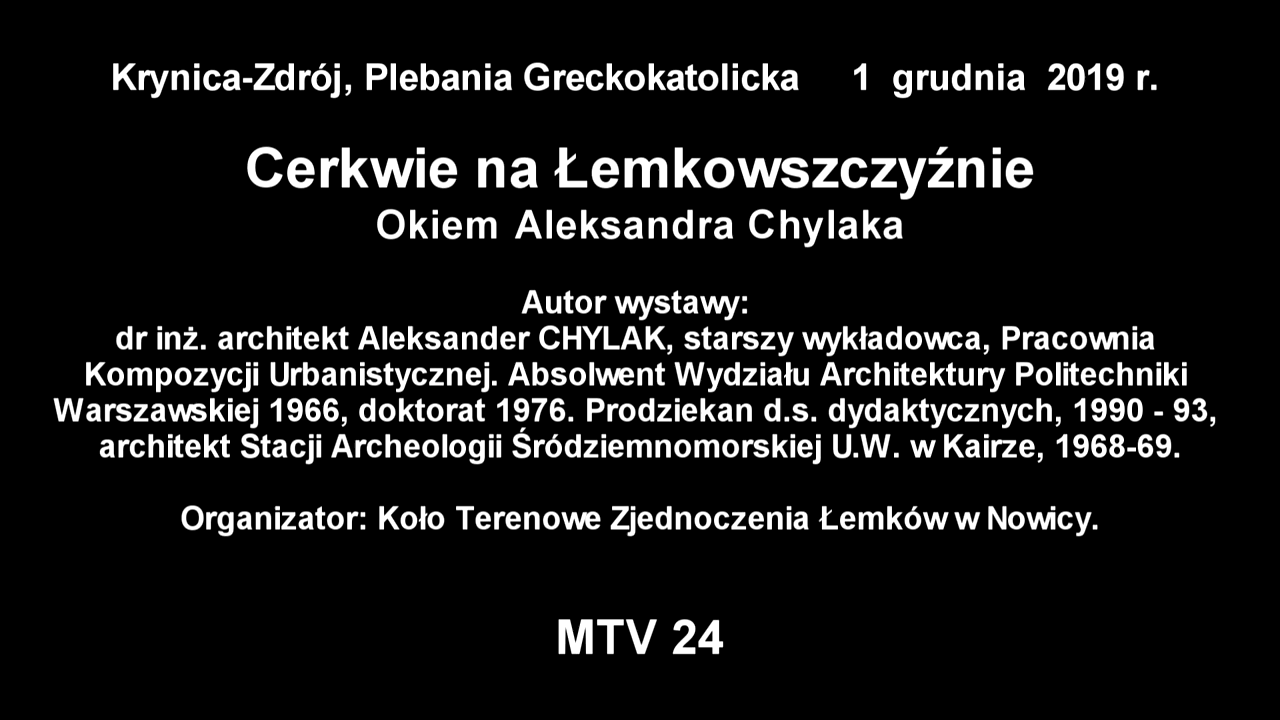 Krynica-Zdrój, Plebania Greckokatolicka 1 grudnia 2019 r.
Cerkwie na Łemkowszczyźnie
Okiem Aleksandra Chylaka
Autor wystawy:
dr inż. architekt Aleksander CHYLAK, starszy wykładowca, Pracownia
Kompozycji Urbanistycznej. Absolwent Wydziału Architektury Politechniki
Warszawskiej 1966, doktorat 1976. Prodziekan d.s. dydaktycznych, 1990 - 93,
architekt Stacji Archeologii Śródziemnomorskiej U.W. w Kairze, 1968-69.
Organizator: Koło Terenowe Zjednoczenia Łemków w Nowicy.
MTV 24